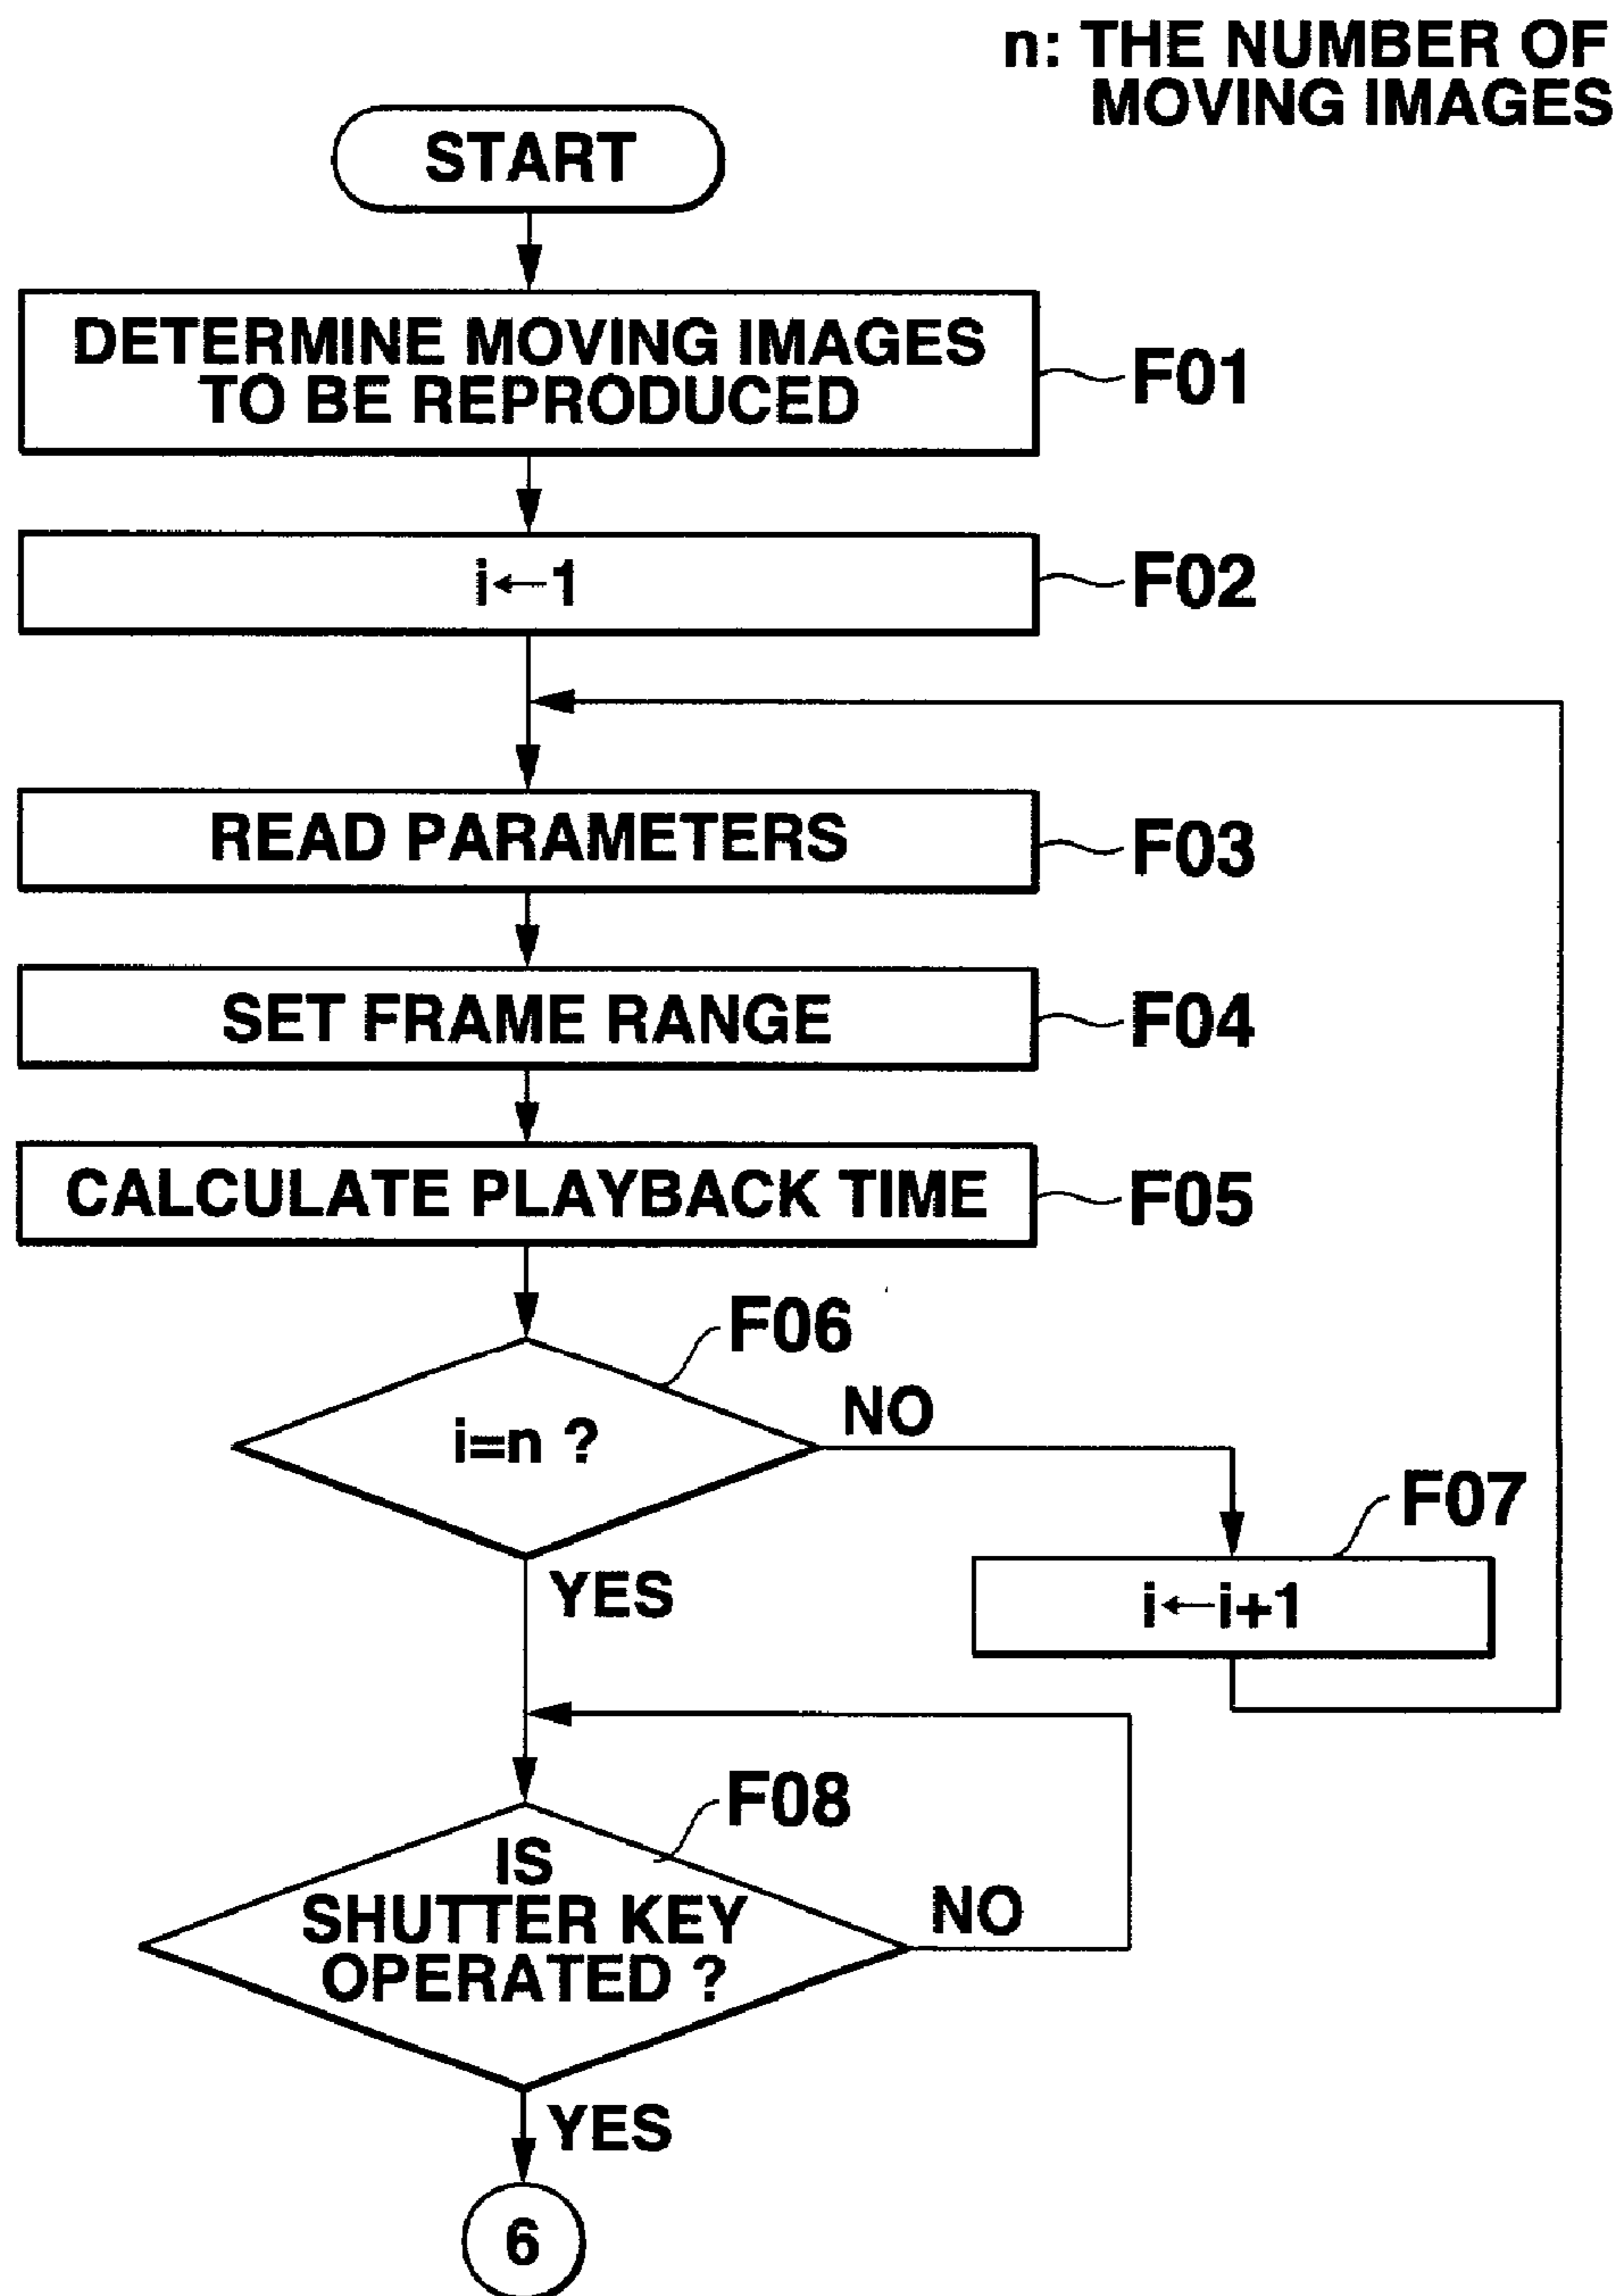 n: THE NUMBER OF
MOVING IMAGES
START
DETERMINE MOVING IMAGES
TO BE REPRODUCED
F01
i←1
F02
READ PARAMETERS
F03
SET FRAME RANGE
F04
CALCULATE PLAYBACK TIME
F05
F06
i=n ?
NO
F07
YES
i←i+1
F08
IS
SHUTTER KEY
OPERATED ?
NO
YES
6